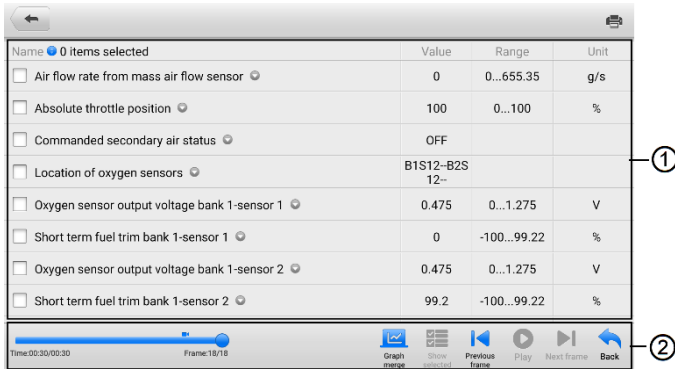 Name 0 items selected Value Range Unit
Air flow rate from mass air flow sensor 0 0...655.35 g/s
Absolute throttle position 100 0...100 %
Commanded secondary air status OFF
Location of oxygen sensors B1S12--B2S
12--
Oxygen sensor output voltage bank 1-sensor 1 0.475 0...1.275 V
Short term fuel trim bank 1-sensor 1 0 -100...99.22 %
Oxygen sensor output voltage bank 1-sensor 2 0.475 0...1.275 V
Short term fuel trim bank 1-sensor 2 99.2 -100...99.22 %
①
Time:00:30/00:30 Frame:18/18
Graph
merge
Show
selected
Previous
frame
Play
Next frame
Back
②